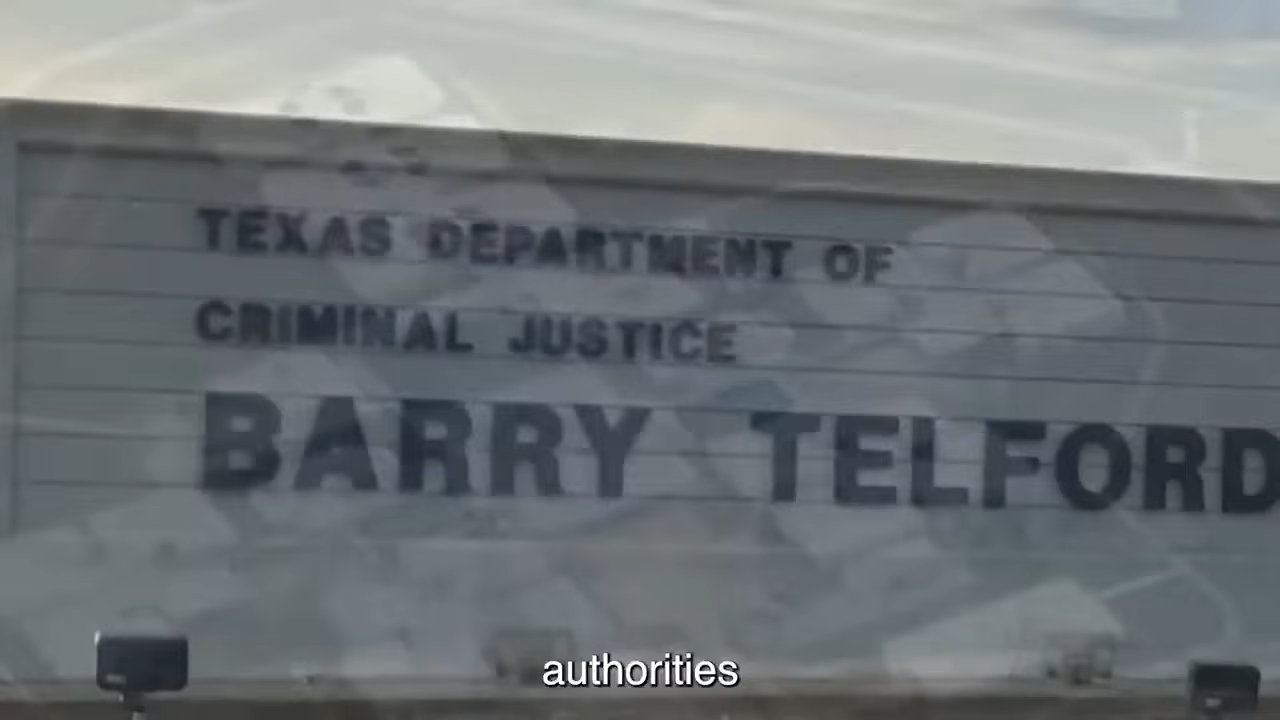 TEXAS DEPARTMENT OF
CRIMINAL JUSTICE
BARRY TELFORD
authorities